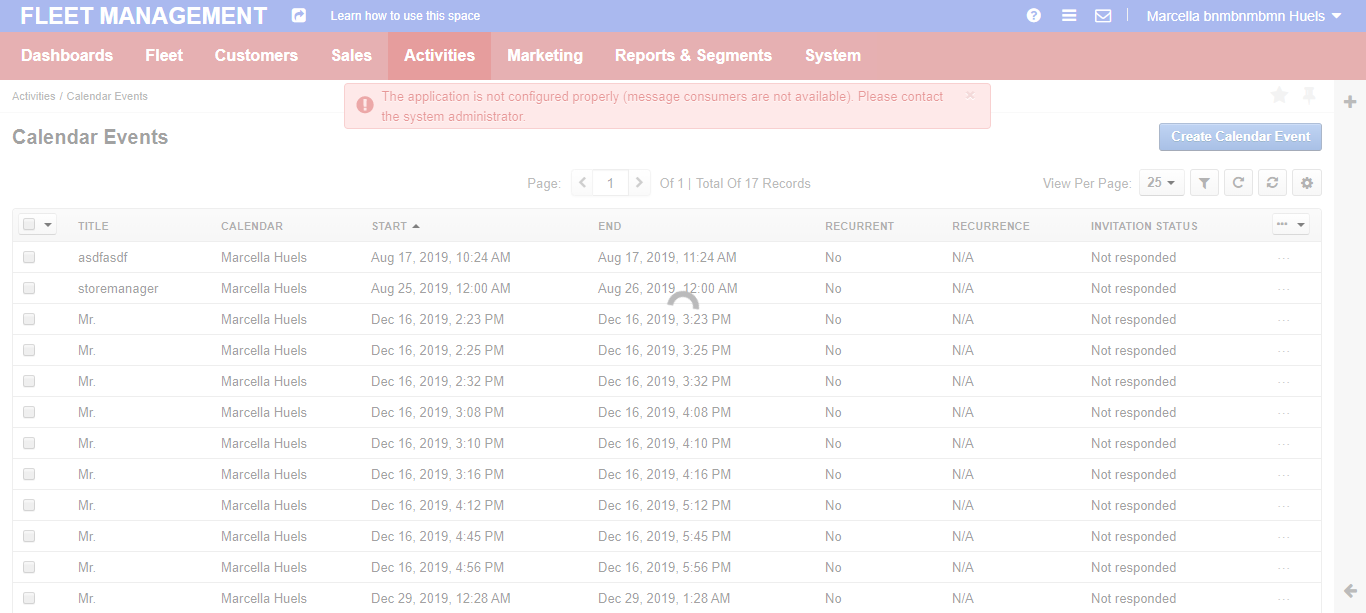 FLEET MANAGEMENT Learn how to use this space Marcella bnmbnmbmn Huels
Dashboards Fleet Customers Sales Activities Marketing Reports & Segments System
Activities / Calendar Events
The application is not configured properly (message consumers are not available). Please contact
the system administrator.
Calendar Events
Create Calendar Event
Page: 1 Of 1 | Total Of 17 Records View Per Page: 25
TITLE CALENDAR START END RECURRENT RECURRENCE INVITATION STATUS
asdfasdf Marcella Huels Aug 17, 2019, 10:24 AM Aug 17, 2019, 11:24 AM No N/A Not responded
storemanager Marcella Huels Aug 25, 2019, 12:00 AM Aug 26, 2019, 12:00 AM No N/A Not responded
Mr. Marcella Huels Dec 16, 2019, 2:23 PM Dec 16, 2019, 3:23 PM No N/A Not responded
Mr. Marcella Huels Dec 16, 2019, 2:25 PM Dec 16, 2019, 3:25 PM No N/A Not responded
Mr. Marcella Huels Dec 16, 2019, 2:32 PM Dec 16, 2019, 3:32 PM No N/A Not responded
Mr. Marcella Huels Dec 16, 2019, 3:08 PM Dec 16, 2019, 4:08 PM No N/A Not responded
Mr. Marcella Huels Dec 16, 2019, 3:10 PM Dec 16, 2019, 4:10 PM No N/A Not responded
Mr. Marcella Huels Dec 16, 2019, 3:16 PM Dec 16, 2019, 4:16 PM No N/A Not responded
Mr. Marcella Huels Dec 16, 2019, 4:12 PM Dec 16, 2019, 5:12 PM No N/A Not responded
Mr. Marcella Huels Dec 16, 2019, 4:45 PM Dec 16, 2019, 5:45 PM No N/A Not responded
Mr. Marcella Huels Dec 16, 2019, 4:56 PM Dec 16, 2019, 5:56 PM No N/A Not responded
Mr. Marcella Huels Dec 29, 2019, 12:28 AM Dec 29, 2019, 1:28 AM No N/A Not responded